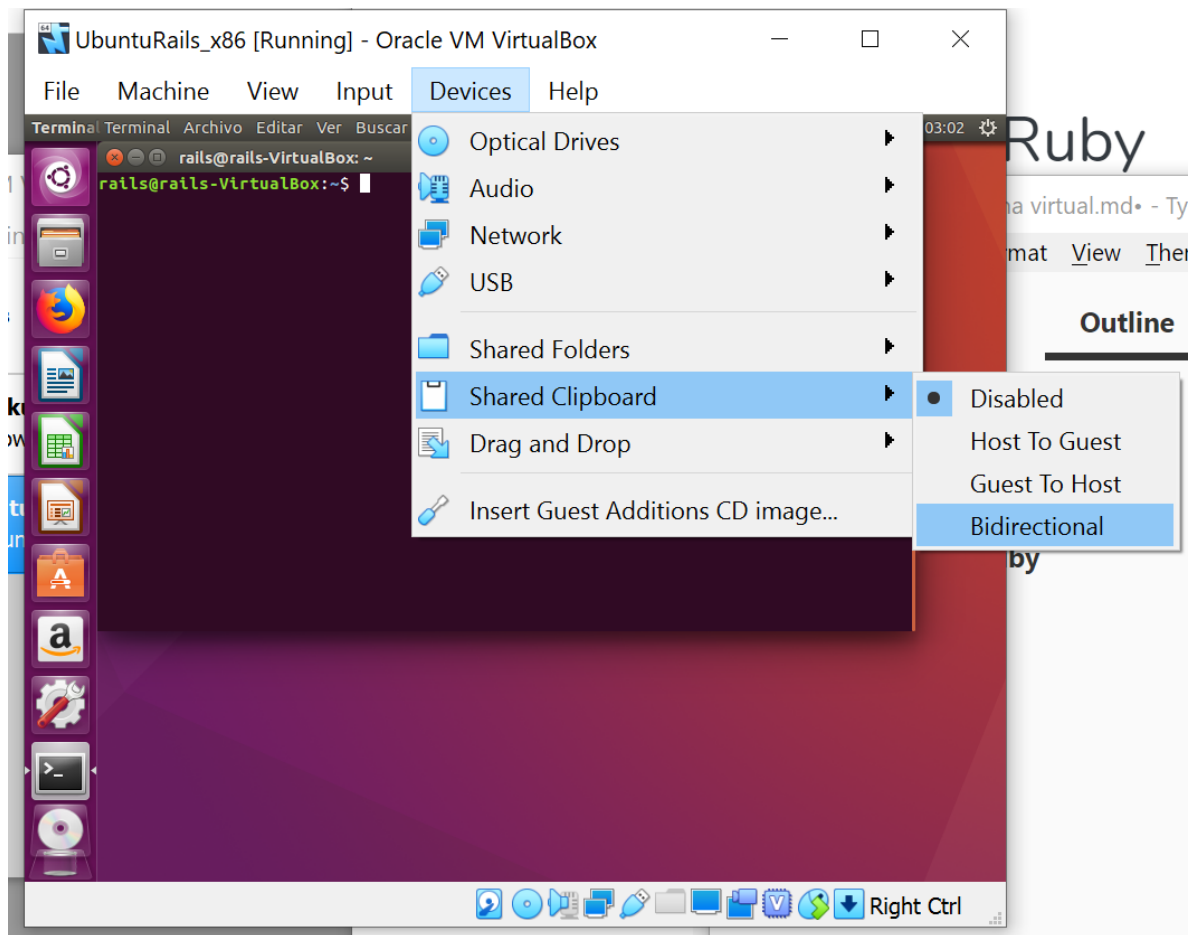 UbuntuRails_x86 [Running] - Oracle VM VirtualBox
File Machine View Input Devices Help
Terminal Terminal Archivo Editar Ver Buscar
03:02
rails@rails-VirtualBox: ~
rails@rails-VirtualBox:~$
Optical Drives
Audio
Network
USB
Shared Folders
Shared Clipboard
Drag and Drop
Insert Guest Additions CD image...
Disabled
Host To Guest
Guest To Host
Bidirectional
Right Ctrl
Ruby
virtual.md• - Ty
View
Outline
by